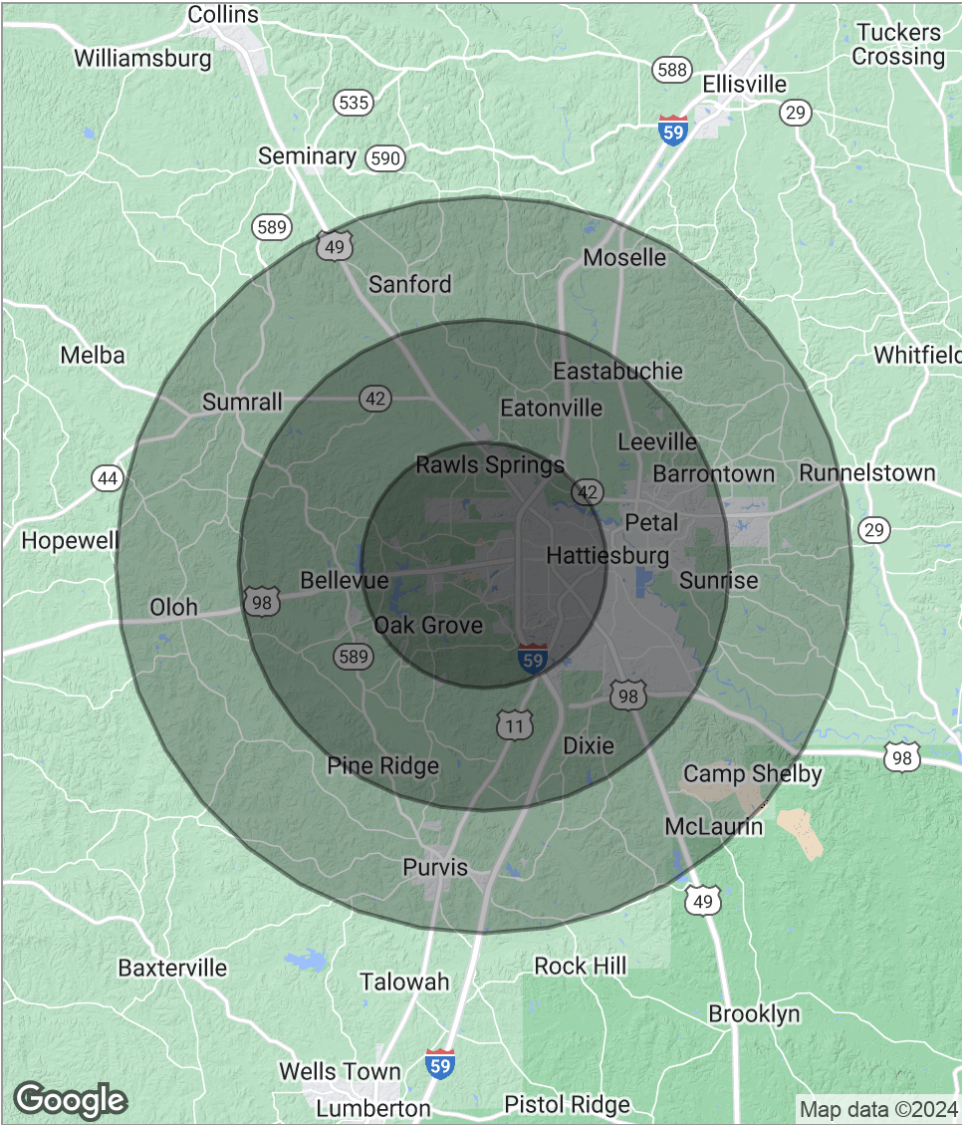 Collins
Tuckers
Crossing
Williamsburg
588
Ellisville
535
29
59
Seminary
590
589
49
Moselle
Sanford
Melba
Whitfield
Eastabuchie
Sumrall
42
Eatonville
Leeville
Rawls Springs
Barrontown
Runnelstown
44
42
Petal
29
Hopewell
Hattiesburg
Bellevue
Sunrise
98
Oloh
Oak Grove
589
59
98
11
Dixie
98
Pine Ridge
Camp Shelby
McLaurin
Purvis
49
Baxterville
Rock Hill
Talowah
Brooklyn
59
Wells Town
Google
Lumberton
Pistol Ridge
Map data ©2024